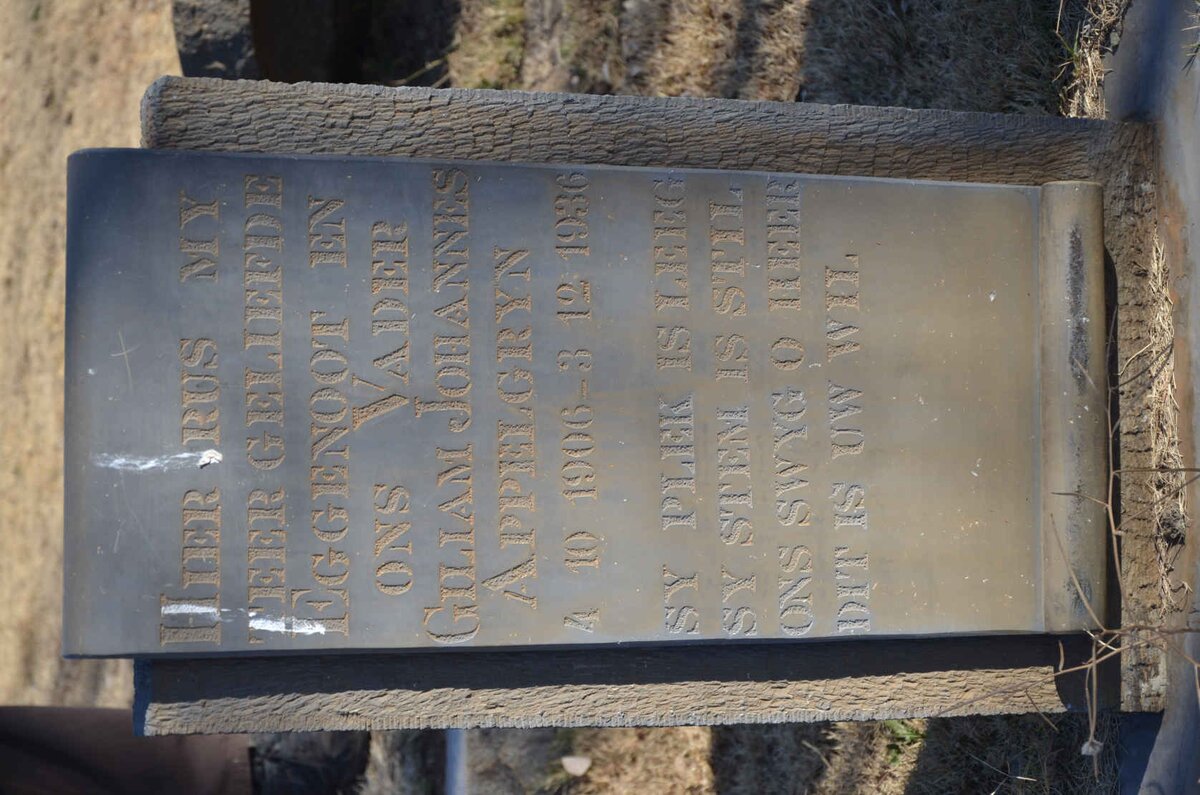 HIER RUS MY
TEER GELIEFDE
EGGENOOT EN
ONS VADER
GILIAM JOHANNES
APPELGRYN
4 10 1906–3 12 1936
SY PLEK IS LEEG
SY STEM IS STIL
ONS SWYG O HEER
DIT IS UW WIL